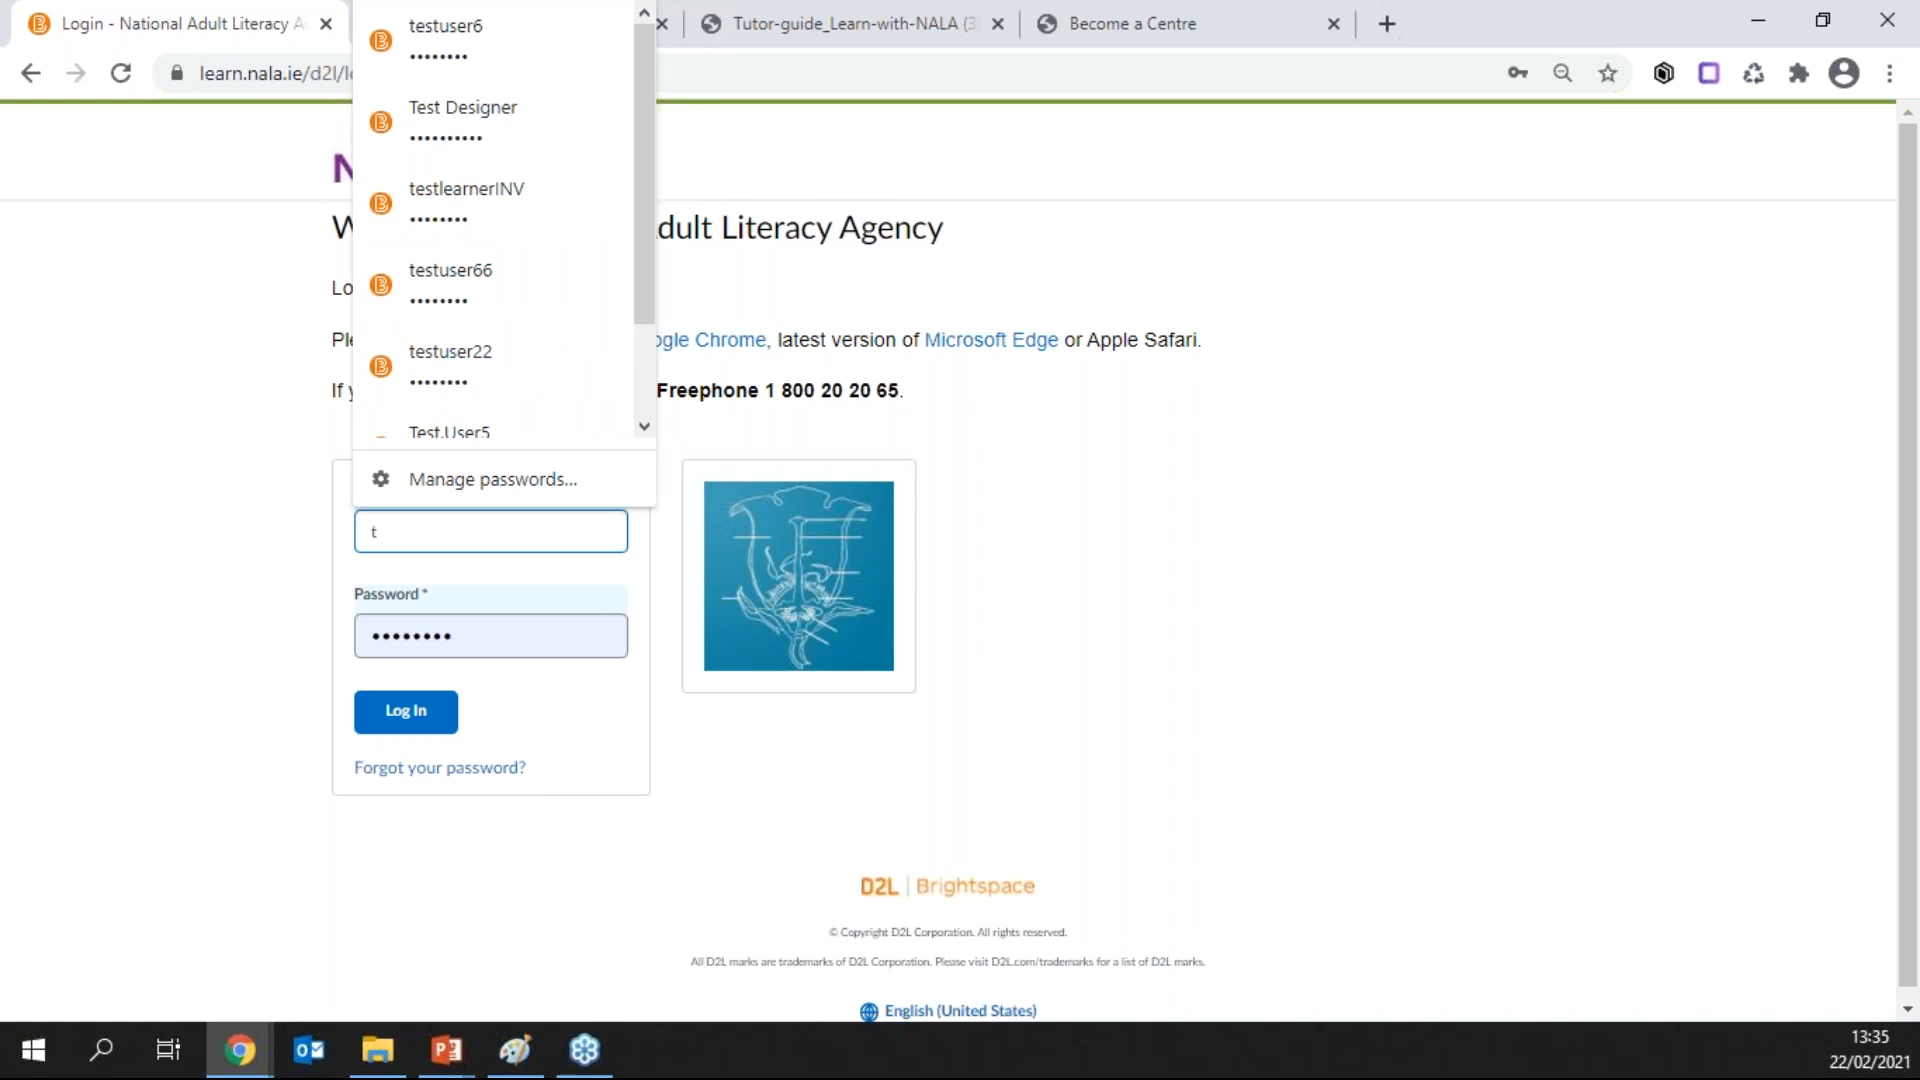 Login - National Adult Literacy A
Tutor-guide_Learn-with-NALA (3
Become a Centre
learn.nala.ie/d2l/l
testuser6
••••••••
Test Designer
••••••••••
testlearnerINV
••••••••
testuser66
••••••••
testuser22
••••••••
Test.User5
Manage passwords...
N
W dult Literacy Agency
Lo
Ple ogle Chrome, latest version of Microsoft Edge or Apple Safari.
If y Freephone 1 800 20 20 65.
t
Password *
••••••••
Log In
Forgot your password?
D2L | Brightspace
© Copyright D2L Corporation. All rights reserved.
All D2L marks are trademarks of D2L Corporation. Please visit D2L.com/trademarks for a list of D2L marks.
English (United States)
13:35
22/02/2021